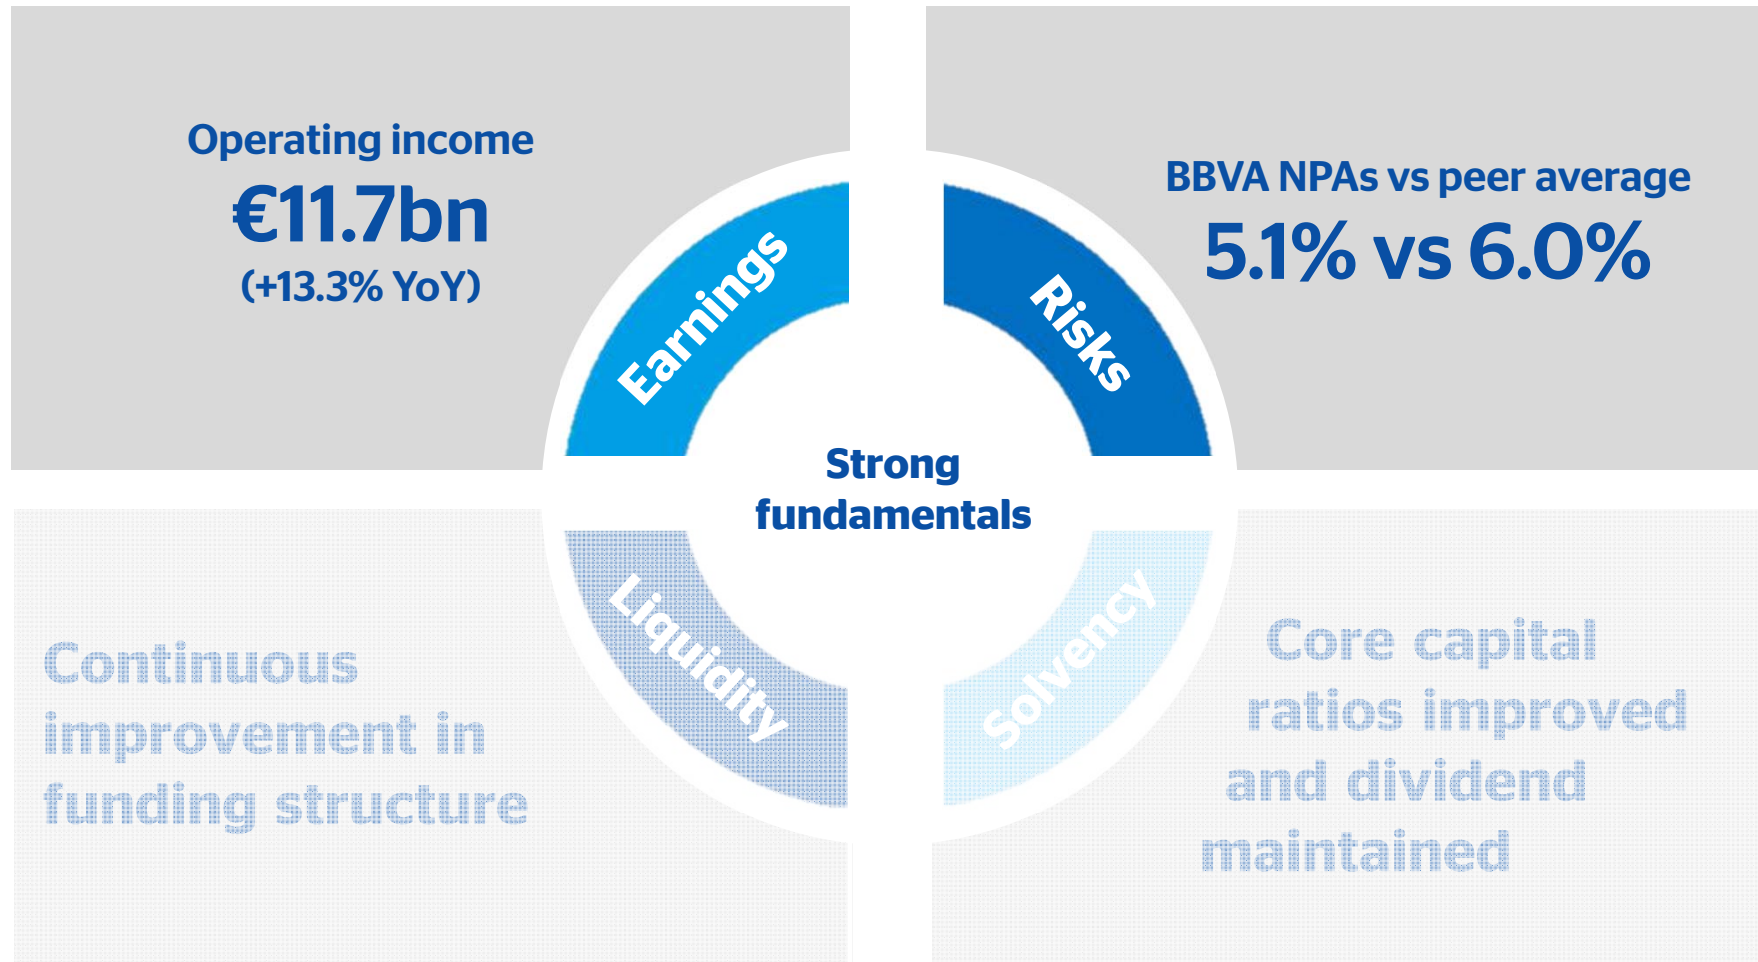 Operating income
€11.7bn
(+13.3% YoY)
Earnings
BBVA NPAs vs peer average
5.1% vs 6.0%
Risks
Strong
fundamentals
Continuous
improvement in
funding structure
Liquidity
Solvency
Core capital
ratios improved
and dividend
maintained